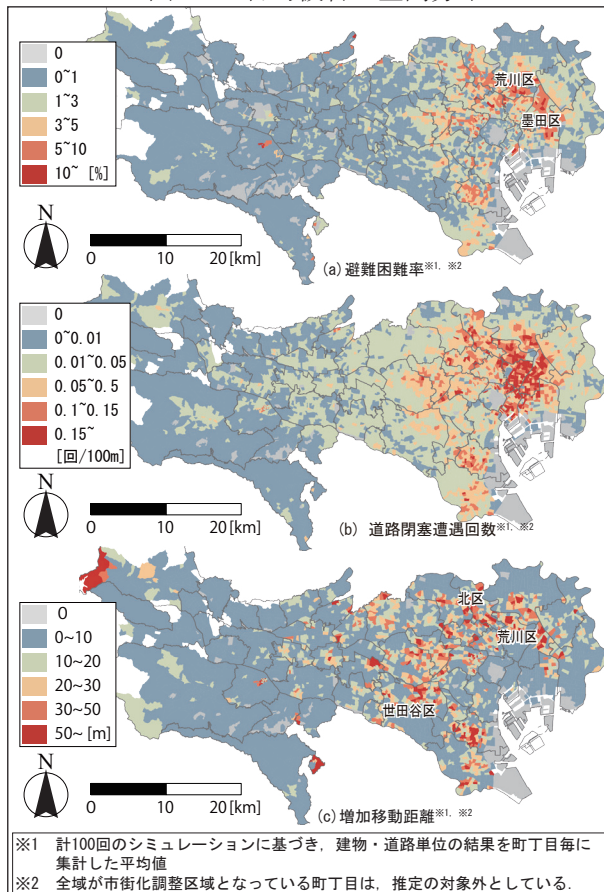 0
0~1
1~3
3~5
5~10
10~ [%]
荒川区
墨田区
N
0 10 20[km]
(a) 避難困難率※1, ※2
0
0~0.01
0.01~0.05
0.05~0.5
0.1~0.15
0.15~
[回/100m]
N
0 10 20[km]
(b) 道路閉塞遭遇回数※1, ※2
0
0~10
10~20
20~30
30~50
50~ [m]
北区
荒川区
世田谷区
N
0 10 20[km]
(c) 増加移動距離※1, ※2
※1 計100回のシミュレーションに基づき, 建物・道路単位の結果を町丁目毎に
集計した平均値
※2 全域が市街化調整区域となっている町丁目は, 推定の対象外としている.